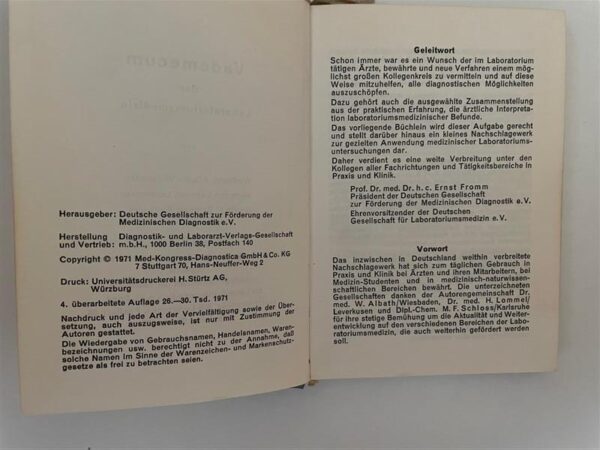 Herausgeber: Deutsche Gesellschaft zur Förderung der
Medizinischen Diagnostik e.V.
Herstellung Diagnostik- und Laborarzt-Verlags-Gesellschaft
und Vertrieb: m.b.H., 1000 Berlin 38, Postfach 140
Copyright © 1971 Med-Kongress-Diagnostica GmbH & Co. KG
7 Stuttgart 70, Hans-Neuffer-Weg 2
Druck: Universitätsdruckerei H. Stürtz AG,
Würzburg
4. überarbeitete Auflage 26.—30. Tsd. 1971
Nachdruck und jede Art der Vervielfältigung sowie der Über-
setzung, auch auszugsweise, ist nur mit Zustimmung der
Autoren gestattet.
Die Wiedergabe von Gebrauchsnamen, Handelsnamen, Waren-
bezeichnungen usw. berechtigt nicht zu der Annahme, daß
solche Namen im Sinne der Warenzeichen- und Markenschutz-
gesetze als frei zu betrachten seien.
Geleitwort
Schon immer war es ein Wunsch der im Laboratorium
tätigen Ärzte, bewährte und neue Verfahren einem mög-
lichst großen Kollegenkreis zu vermitteln und auf diese
Weise mitzuhelfen, alle diagnostischen Möglichkeiten
auszuschöpfen.
Dazu gehört auch die ausgewählte Zusammenstellung
aus der praktischen Erfahrung, die ärztliche Interpretation
laboratoriumsmedizinischer Befunde.
Das vorliegende Büchlein wird dieser Aufgabe gerecht
und stellt darüber hinaus ein kleines Nachschlagewerk
zur gezielten Anwendung medizinischer Laboratoriums-
untersuchungen dar.
Daher verdient es eine weite Verbreitung unter den
Kollegen aller Fachrichtungen und Tätigkeitsbereiche in
Praxis und Klinik.
Prof. Dr. med. Dr. h. c. Ernst Fromm
Präsident der Deutschen Gesellschaft
zur Förderung der Medizinischen Diagnostik e.V.
Ehrenvorsitzender der Deutschen
Gesellschaft für Laboratoriumsmedizin e.V.
Vorwort
Das inzwischen in Deutschland weithin verbreitete
Nachschlagewerk hat sich zum täglichen Gebrauch in
Praxis und Klinik bei Ärzten und ihren Mitarbeitern, bei
Medizin-Studenten und in medizinisch-naturwissen-
schaftlichen Bereichen bewährt. Die unterzeichneten
Gesellschaften danken der Autorengemeinschaft Dr.
med. W. Albath/Wiesbaden, Dr. med. H. Lommel/
Leverkusen und Dipl.-Chem. M. F. Schloss/Karlsruhe
für ihre stetige Bemühung um die Aktualität und Weiter-
entwicklung auf den verschiedenen Bereichen der Labo-
ratoriumsmedizin, die auch weiterhin gefördert werden
soll.